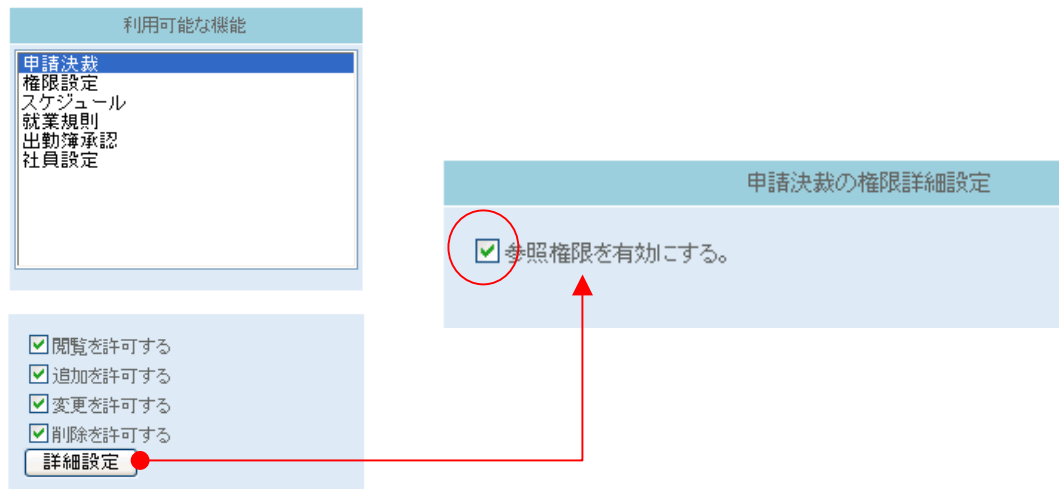 利用可能な機能
申請決裁
権限設定
スケジュール
就業規則
出勤簿承認
社員設定
申請決裁の権限詳細設定
参照権限を有効にする。
閲覧を許可する
追加を許可する
変更を許可する
削除を許可する
詳細設定